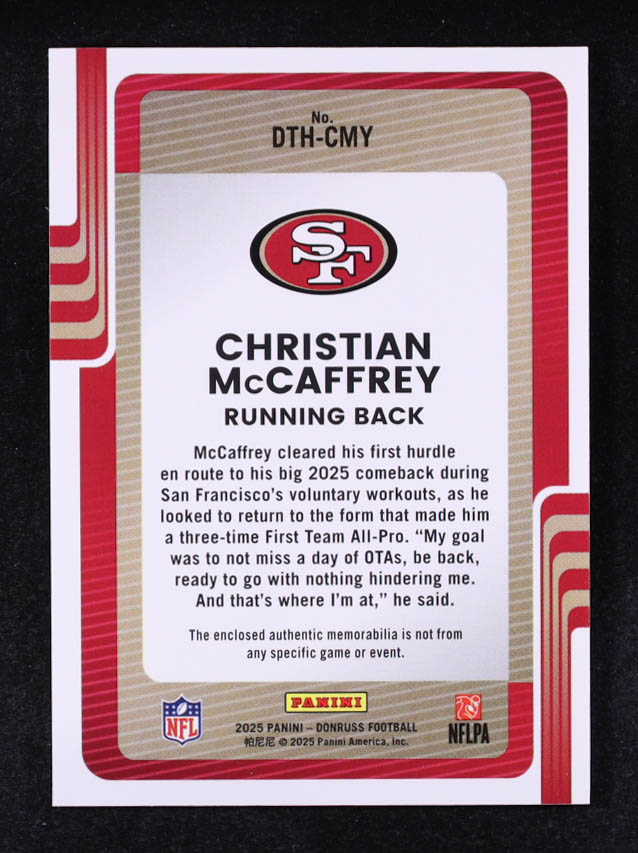 No.
DTH-CMY
SF
CHRISTIAN
McCAFFREY
RUNNING BACK
McCaffrey cleared his first hurdle
en route to his big 2025 comeback during
San Francisco's voluntary workouts, as he
looked to return to the form that made him
a three-time First Team All-Pro. “My goal
was to not miss a day of OTAs, be back,
ready to go with nothing hindering me.
And that's where I'm at,” he said.
The enclosed authentic memorabilia is not from
any specific game or event.
NFL
PANINI
2025 PANINI – DONRUSS FOOTBALL
帕尼尼 © 2025 Panini America, Inc.
NFLPA